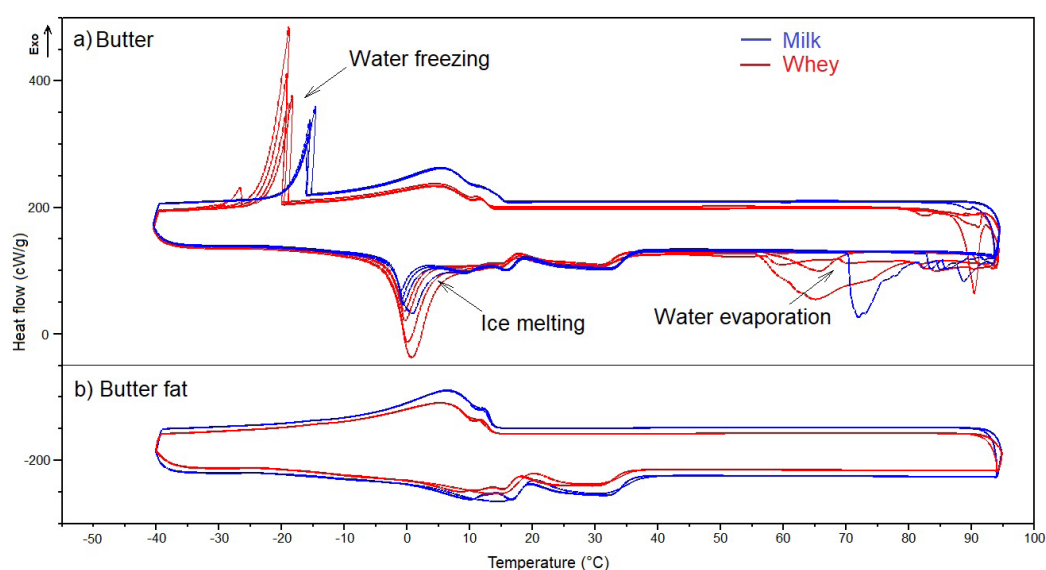 Exo
a) Butter
Milk
Whey
Water freezing
Ice melting
Water evaporation
b) Butter fat
Heat flow (cW/g)
400
200
0
-200
-50
-40
-30
-20
-10
0
10
20
30
40
50
60
70
80
90
100
Temperature (°C)